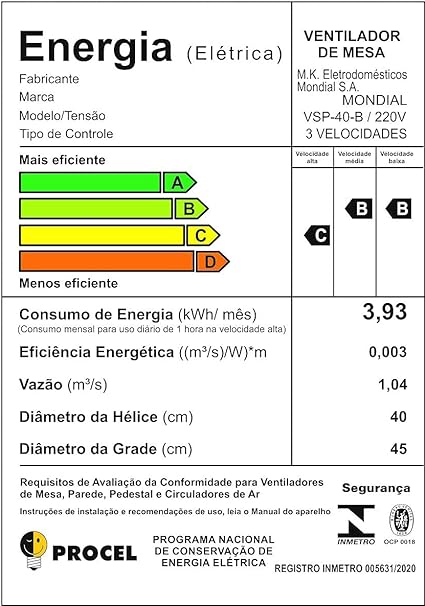 Energia (Elétrica)
VENTILADOR
DE MESA
Fabricante
M.K. Eletrodomésticos
Mondial S.A.
Marca
MONDIAL
Modelo/Tensão
VSP-40-B / 220V
Tipo de Controle
3 VELOCIDADES
Mais eficiente
Velocidade alta
Velocidade média
Velocidade baixa
A
B
C
D
C
B
B
Menos eficiente
Consumo de Energia (kWh/ mês)
3,93
(Consumo mensal para uso diário de 1 hora na velocidade alta)
Eficiência Energética ((m³/s)/W)*m
0,003
Vazão (m³/s)
1,04
Diâmetro da Hélice (cm)
40
Diâmetro da Grade (cm)
45
Requisitos de Avaliação da Conformidade para Ventiladores
de Mesa, Parede, Pedestal e Circuladores de Ar
Instruções de instalação e recomendações de uso, leia o Manual do aparelho
Segurança
PROCEL
PROGRAMA NACIONAL
DE CONSERVAÇÃO DE
ENERGIA ELÉTRICA
INMETRO
OCP 0018
REGISTRO INMETRO 005631/2020